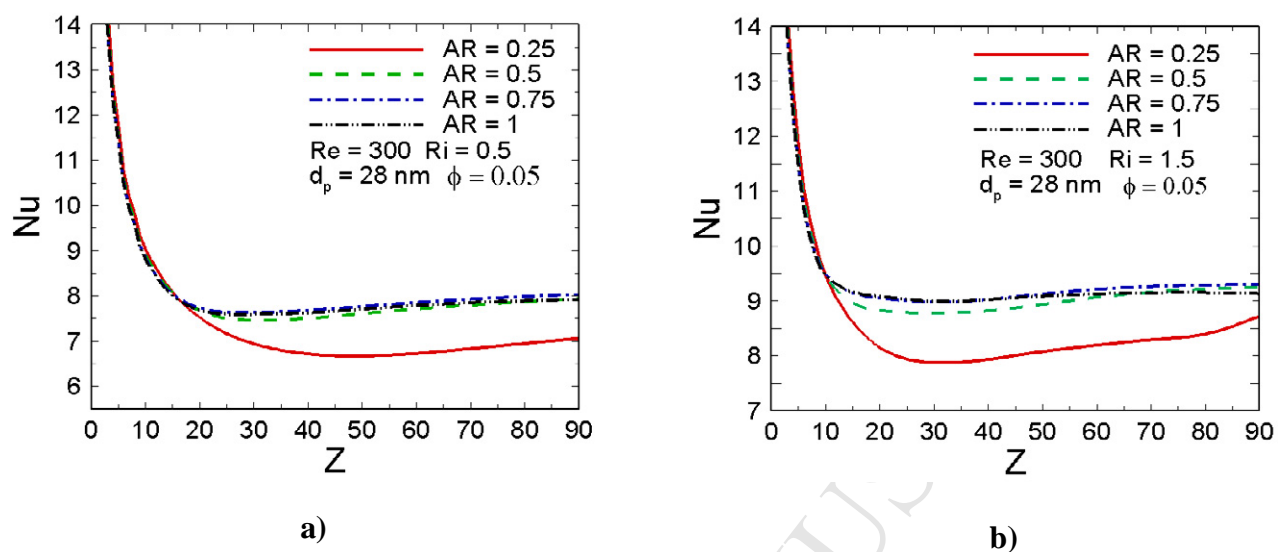 14
13
12
11
10
9
8
7
6
Nu
AR = 0.25
AR = 0.5
AR = 0.75
AR = 1
Re = 300 Ri = 0.5
dp = 28 nm ϕ = 0.05
0 10 20 30 40 50 60 70 80 90
Z
a)
14
13
12
11
10
9
8
7
Nu
AR = 0.25
AR = 0.5
AR = 0.75
AR = 1
Re = 300 Ri = 1.5
dp = 28 nm ϕ = 0.05
0 10 20 30 40 50 60 70 80 90
Z
b)